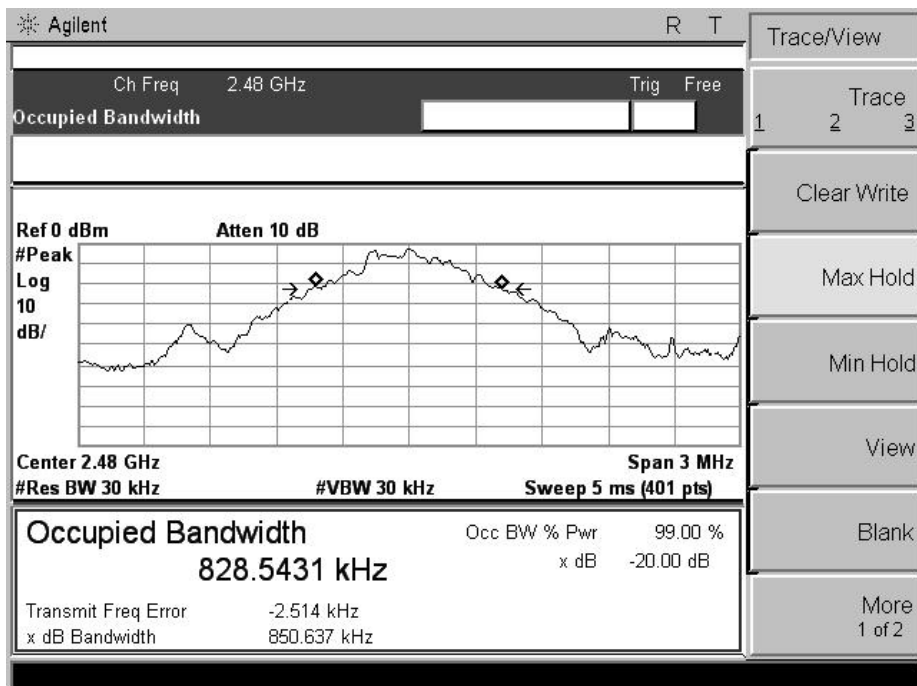 Agilent R T
Trace/View
Ch Freq 2.48 GHz Trig Free
Occupied Bandwidth
Trace
1 2 3
Clear Write
Max Hold
Min Hold
View
Blank
More
1 of 2
Ref 0 dBm Atten 10 dB
#Peak
Log
10
dB/
Center 2.48 GHz Span 3 MHz
#Res BW 30 kHz #VBW 30 kHz Sweep 5 ms (401 pts)
Occupied Bandwidth Occ BW % Pwr 99.00 %
828.5431 kHz x dB -20.00 dB
Transmit Freq Error -2.514 kHz
x dB Bandwidth 850.637 kHz